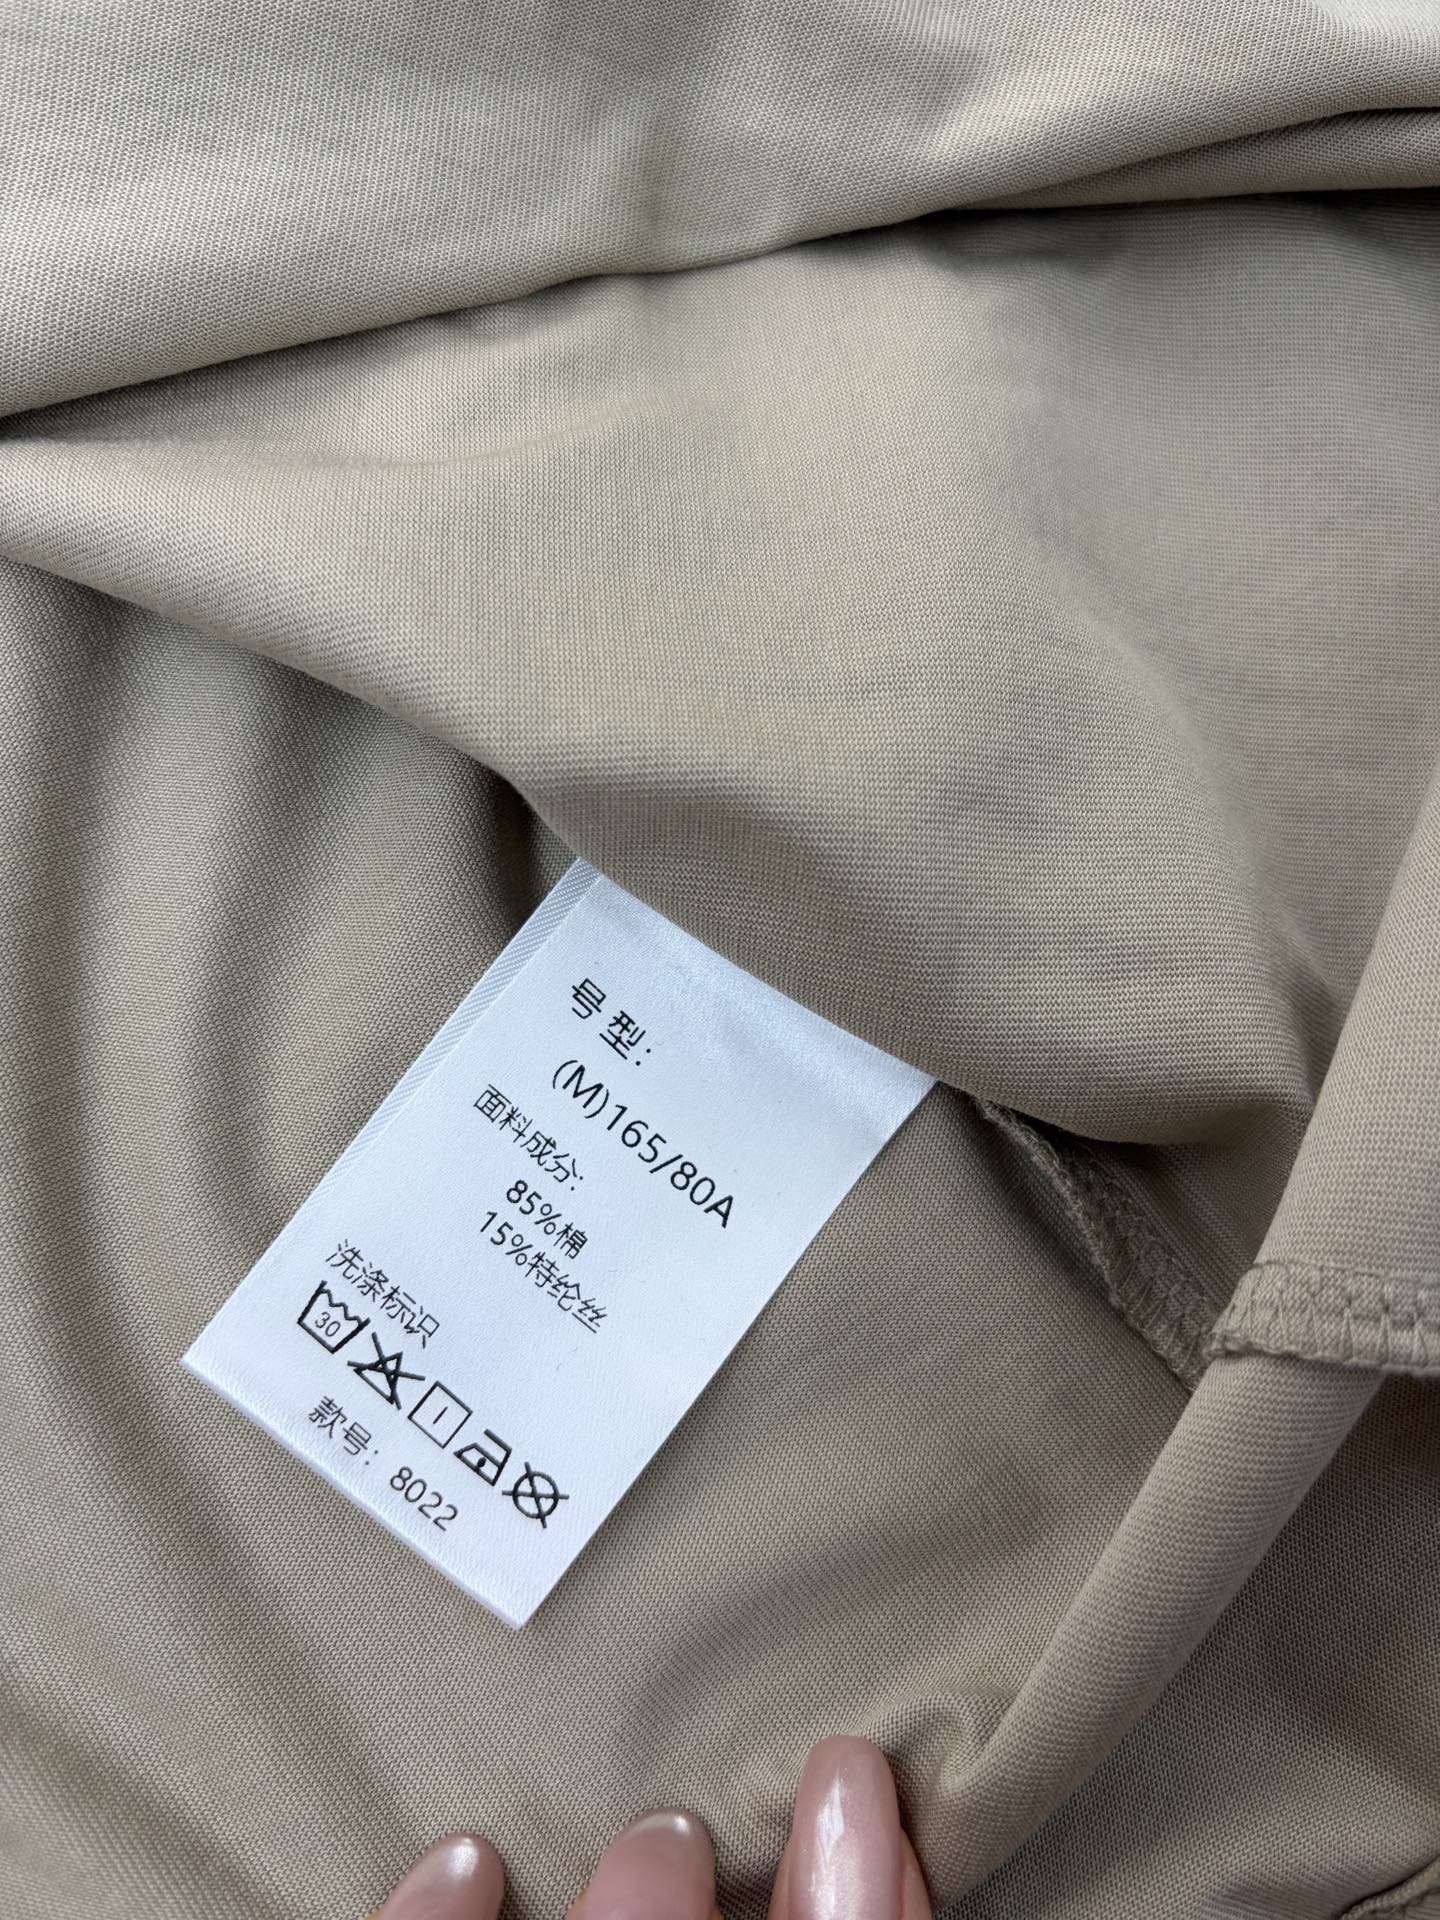 号型:
(M)165/80A
面料成分:
85%棉
15%特纶丝
洗涤标识
30
款号: 8022